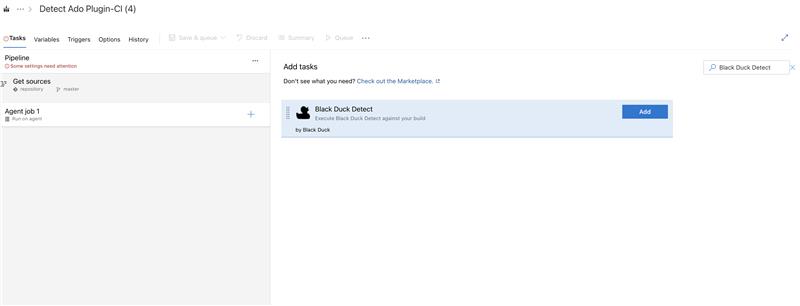 Detect Ado Plugin-CI (4)
Tasks Variables Triggers Options History Save & queue Discard Summary Queue
Pipeline
Some settings need attention
Get sources
repository master
Agent job 1
Run on agent
Add tasks
Black Duck Detect
Don't see what you need? Check out the Marketplace.
Black Duck Detect
Execute Black Duck Detect against your build
Add
by Black Duck